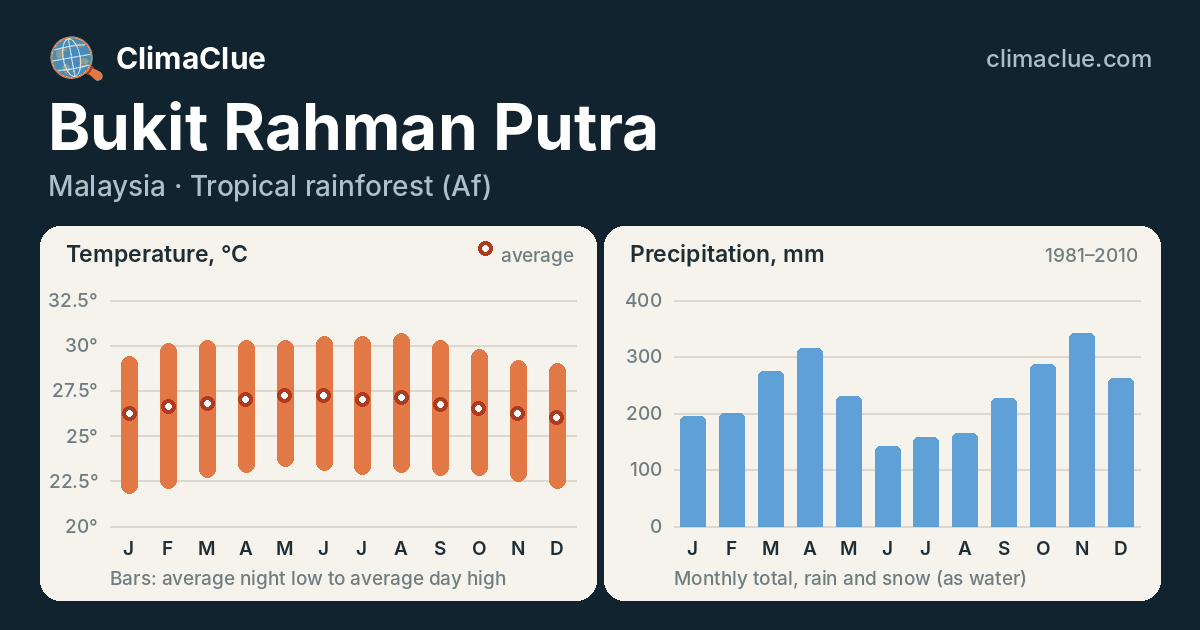 ClimaClue
climaclue.com
Bukit Rahman Putra
Malaysia · Tropical rainforest (Af)
Temperature, °C
average
32.5°
30°
27.5°
25°
22.5°
20°
J F M A M J J A S O N D
Bars: average night low to average day high
Precipitation, mm
1981–2010
400
300
200
100
0
J F M A M J J A S O N D
Monthly total, rain and snow (as water)